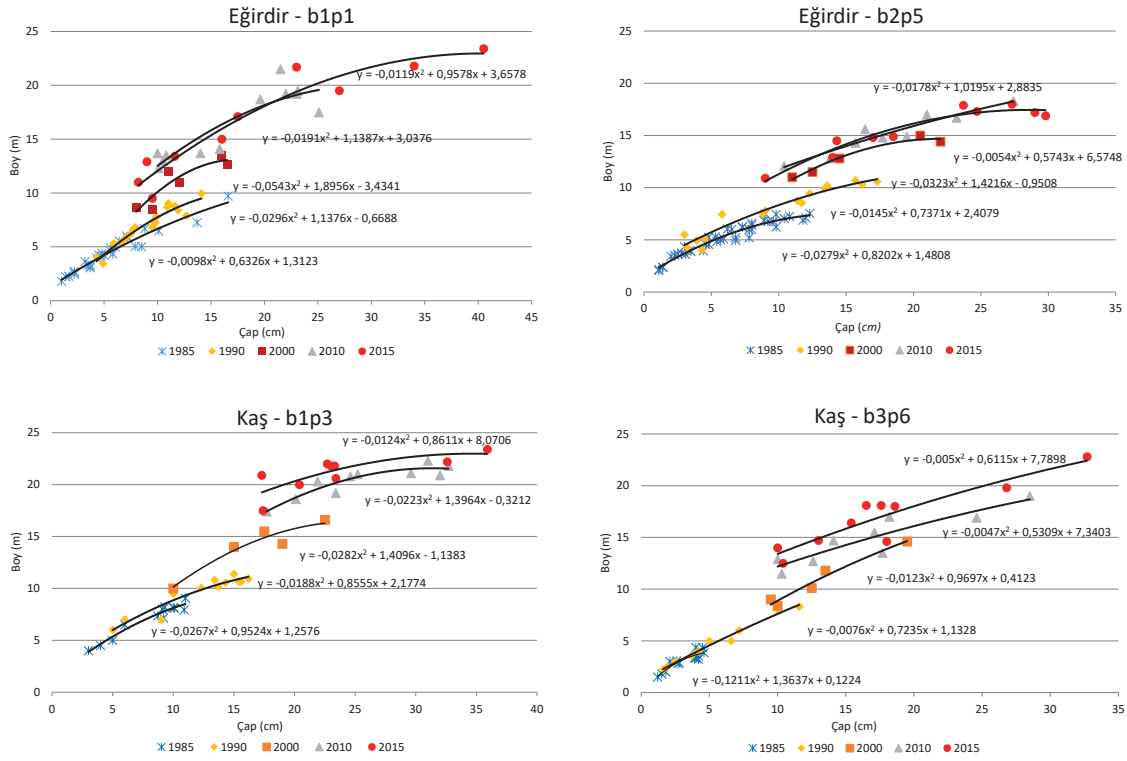 Eğirdir - b1p1
25
20
15
10
5
0
Boy (m)
y = -0,0119x² + 0,9578x + 3,6578
y = -0,0191x² + 1,1387x + 3,0376
y = -0,0543x² + 1,8956x - 3,4341
y = -0,0296x² + 1,1376x - 0,6688
y = -0,0098x² + 0,6326x + 1,3123
0 5 10 15 20 25 30 35 40 45
Çap (cm)
1985 1990 2000 2010 2015
Eğirdir - b2p5
25
20
15
10
5
0
Boy (m)
y = -0,0178x² + 1,0195x + 2,8835
y = -0,0054x² + 0,5743x + 6,5748
y = -0,0323x² + 1,4216x - 0,9508
y = -0,0145x² + 0,7371x + 2,4079
y = -0,0279x² + 0,8202x + 1,4808
0 5 10 15 20 25 30 35
Çap (cm)
1985 1990 2000 2010 2015
Kaş - b1p3
25
20
15
10
5
0
Boy (m)
y = -0,0124x² + 0,8611x + 8,0706
y = -0,0223x² + 1,3964x - 0,3212
y = -0,0282x² + 1,4096x - 1,1383
y = -0,0188x² + 0,8555x + 2,1774
y = -0,0267x² + 0,9524x + 1,2576
0 5 10 15 20 25 30 35 40
Çap (cm)
1985 1990 2000 2010 2015
Kaş - b3p6
25
20
15
10
5
0
Boy (m)
y = -0,005x² + 0,6115x + 7,7898
y = -0,0047x² + 0,5309x + 7,3403
y = -0,0123x² + 0,9697x + 0,4123
y = -0,0076x² + 0,7235x + 1,1328
y = -0,1211x² + 1,3637x + 0,1224
0 5 10 15 20 25 30 35
Çap (cm)
1985 1990 2000 2010 2015